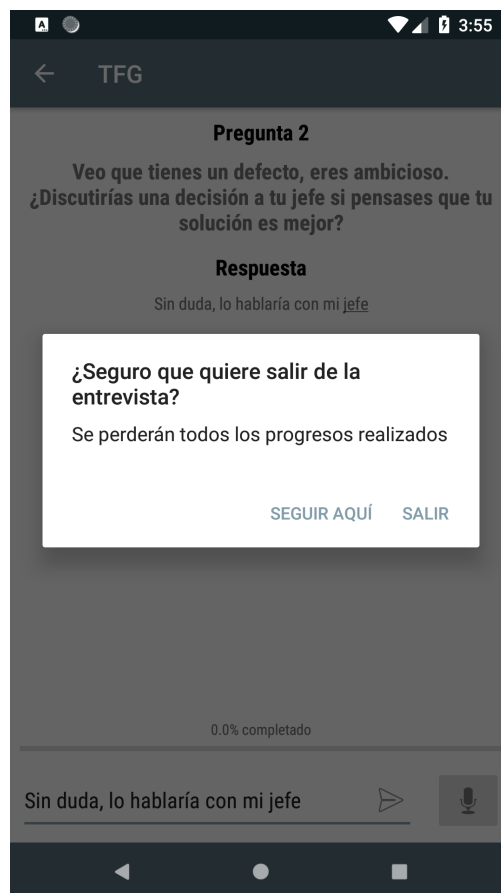 A
3:55
TFG
Pregunta 2
Veo que tienes un defecto, eres ambicioso.
¿Discutirías una decisión a tu jefe si pensases que tu
solución es mejor?
Respuesta
Sin duda, lo hablaría con mi jefe
¿Seguro que quiere salir de la
entrevista?
Se perderán todos los progresos realizados
SEGUIR AQUÍ SALIR
0.0% completado
Sin duda, lo hablaría con mi jefe